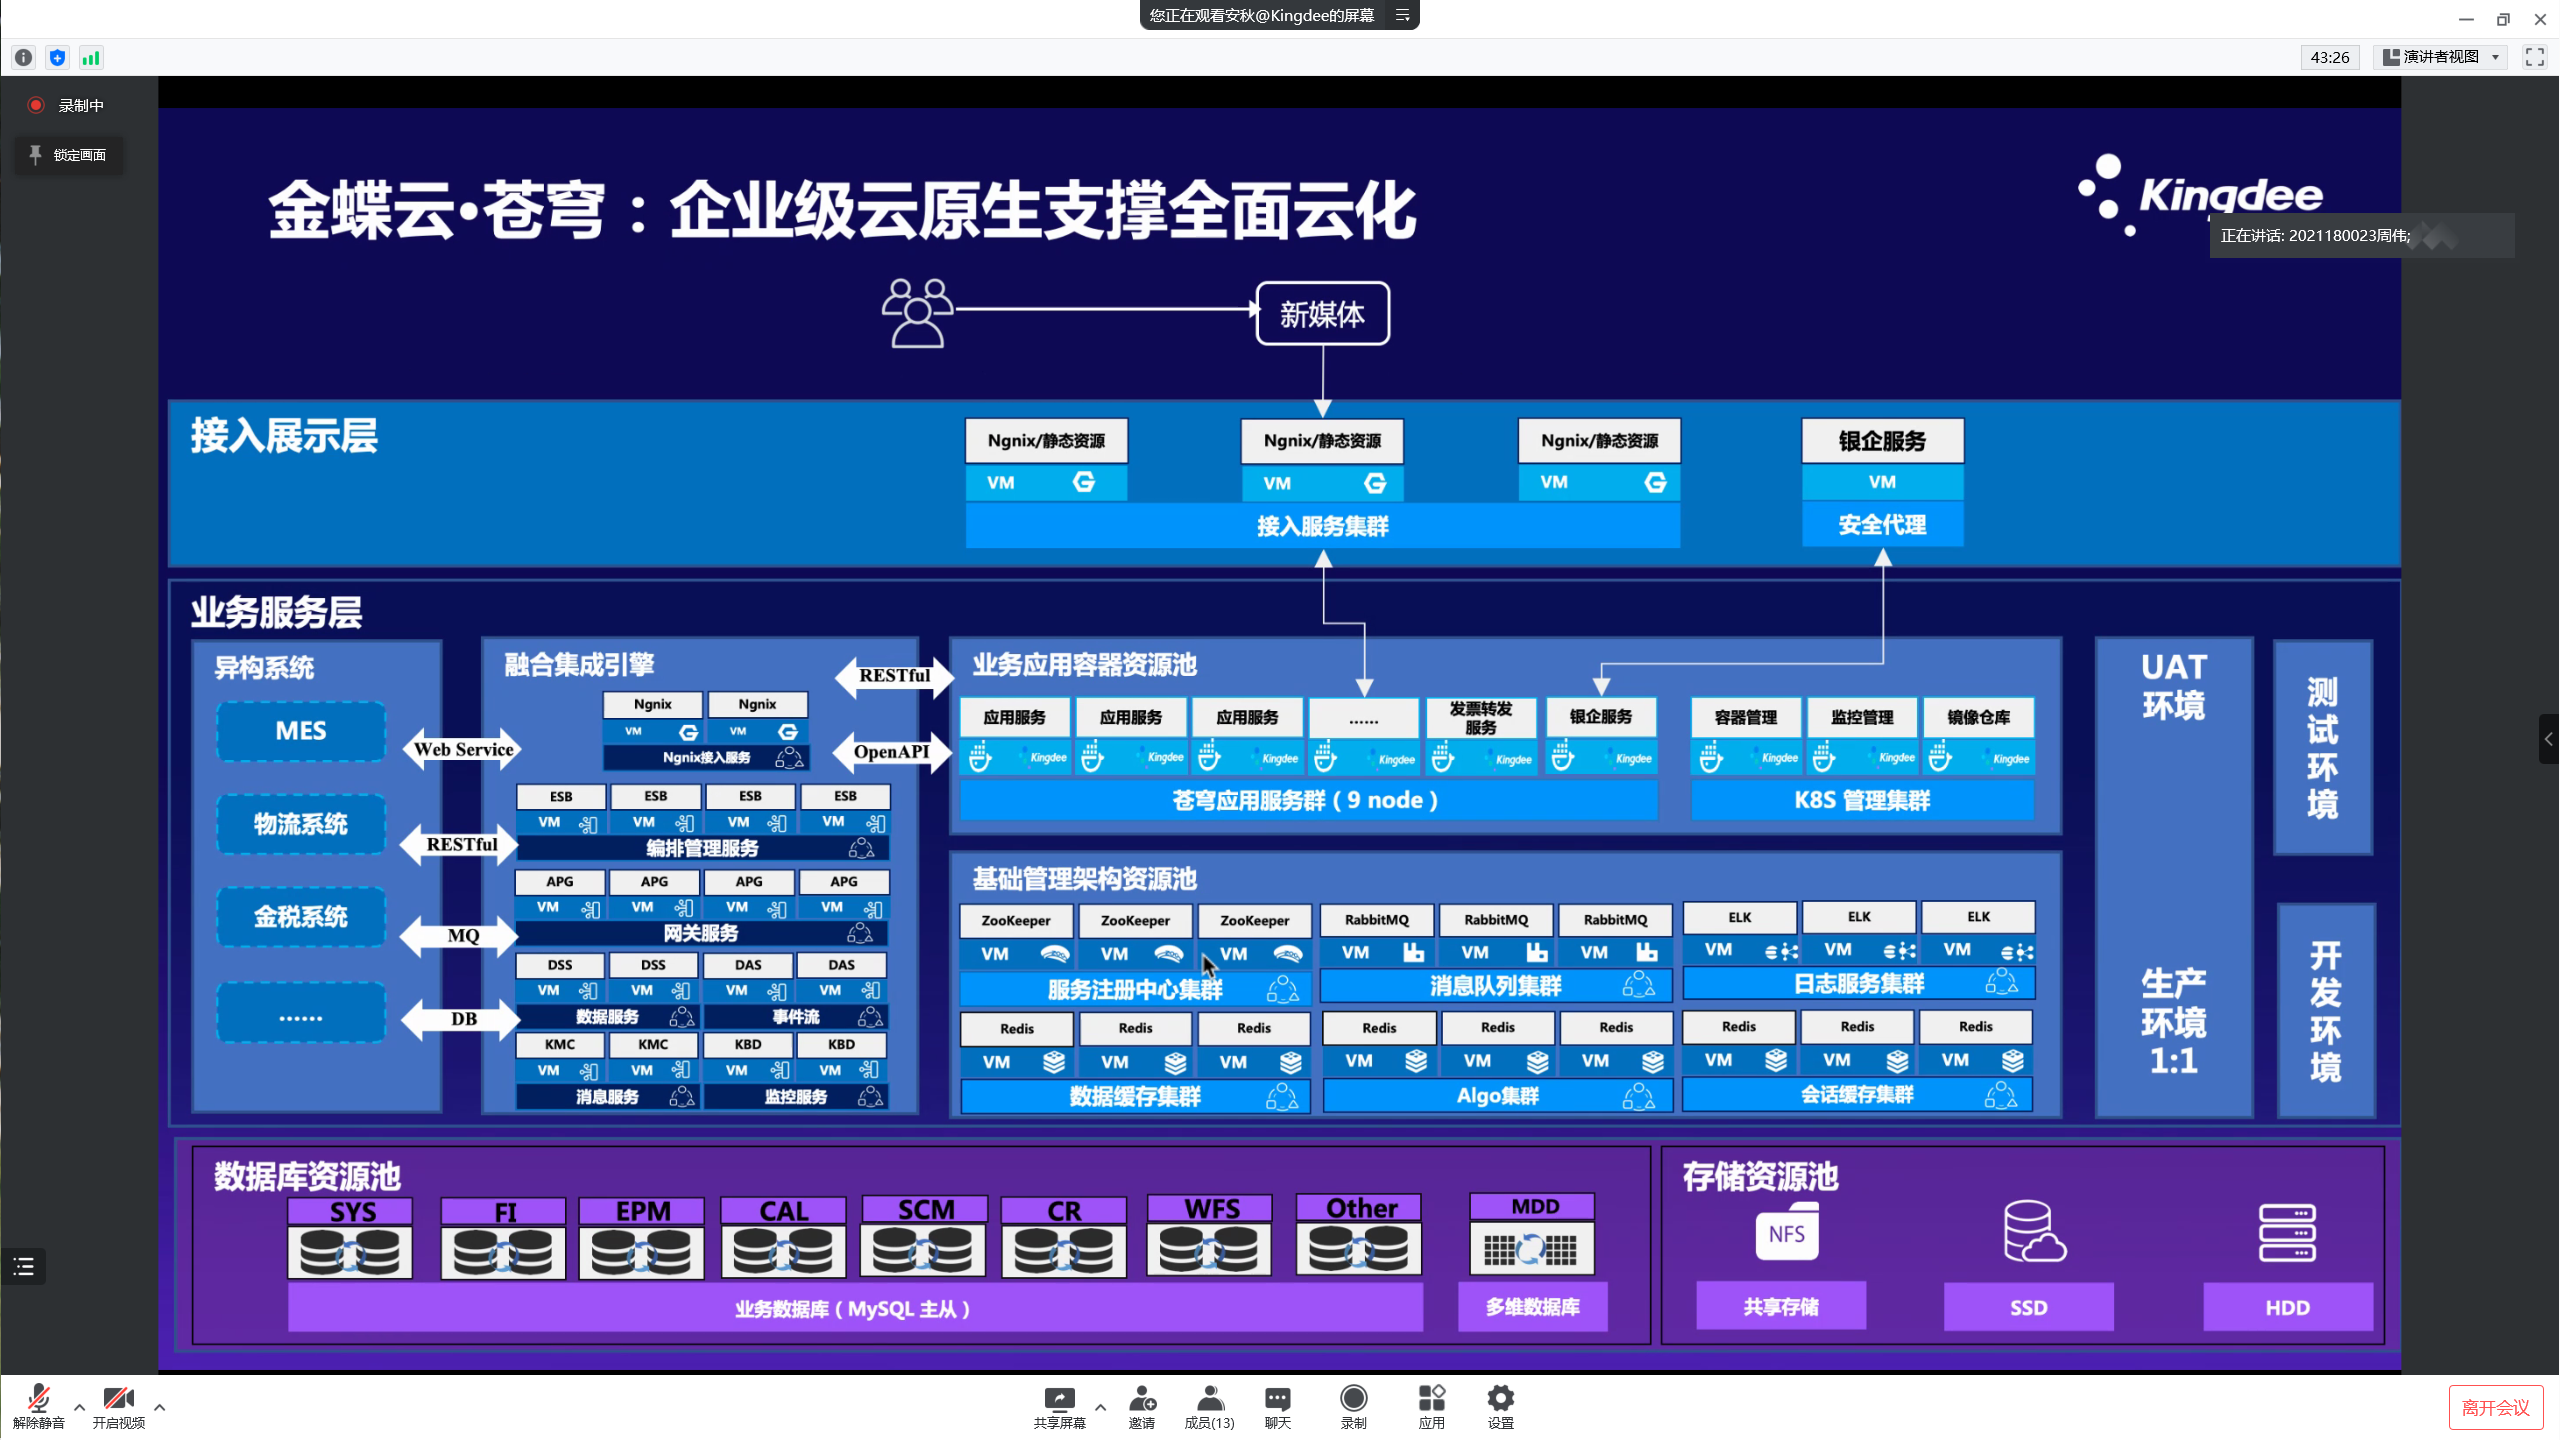 您正在观看安秋@Kingdee的屏幕
43:26
演讲者视图
录制中
锁定画面
金蝶云•苍穹：企业级云原生支撑全面云化
Kingdee
正在讲话: 2021180023周伟;
新媒体
接入展示层
Ngnix/静态资源 Ngnix/静态资源 Ngnix/静态资源 银企服务
VM VM VM VM
接入服务集群 安全代理
业务服务层
异构系统
MES
物流系统
金税系统
......
Web Service
RESTful
MQ
DB
融合集成引擎
Ngnix Ngnix
VM VM
Ngnix接入服务
ESB ESB ESB ESB
VM VM VM VM
编排管理服务
APG APG APG APG
VM VM VM VM
网关服务
DSS DSS DAS DAS
VM VM VM VM
数据服务 事件流
KMC KMC KBD KBD
VM VM VM VM
消息服务 监控服务
RESTful
OpenAPI
业务应用容器资源池
应用服务 应用服务 应用服务 ...... 发票转发
服务 银企服务 容器管理 监控管理 镜像仓库
Kingdee Kingdee Kingdee Kingdee Kingdee Kingdee Kingdee Kingdee Kingdee
苍穹应用服务群（9 node） K8S 管理集群
基础管理架构资源池
ZooKeeper ZooKeeper ZooKeeper RabbitMQ RabbitMQ RabbitMQ ELK ELK ELK
VM VM VM VM VM VM VM VM VM
服务注册中心集群 消息队列集群 日志服务集群
Redis Redis Redis Redis Redis Redis Redis Redis Redis
VM VM VM VM VM VM VM VM VM
数据缓存集群 Algo集群 会话缓存集群
UAT
环境
生产
环境
1:1
测
试
环
境
开
发
环
境
数据库资源池
SYS FI EPM CAL SCM CR WFS Other MDD
业务数据库（MySQL 主从） 多维数据库
存储资源池
NFS
共享存储 SSD HDD
解除静音 开启视频 共享屏幕 邀请 成员(13) 聊天 录制 应用 设置 离开会议